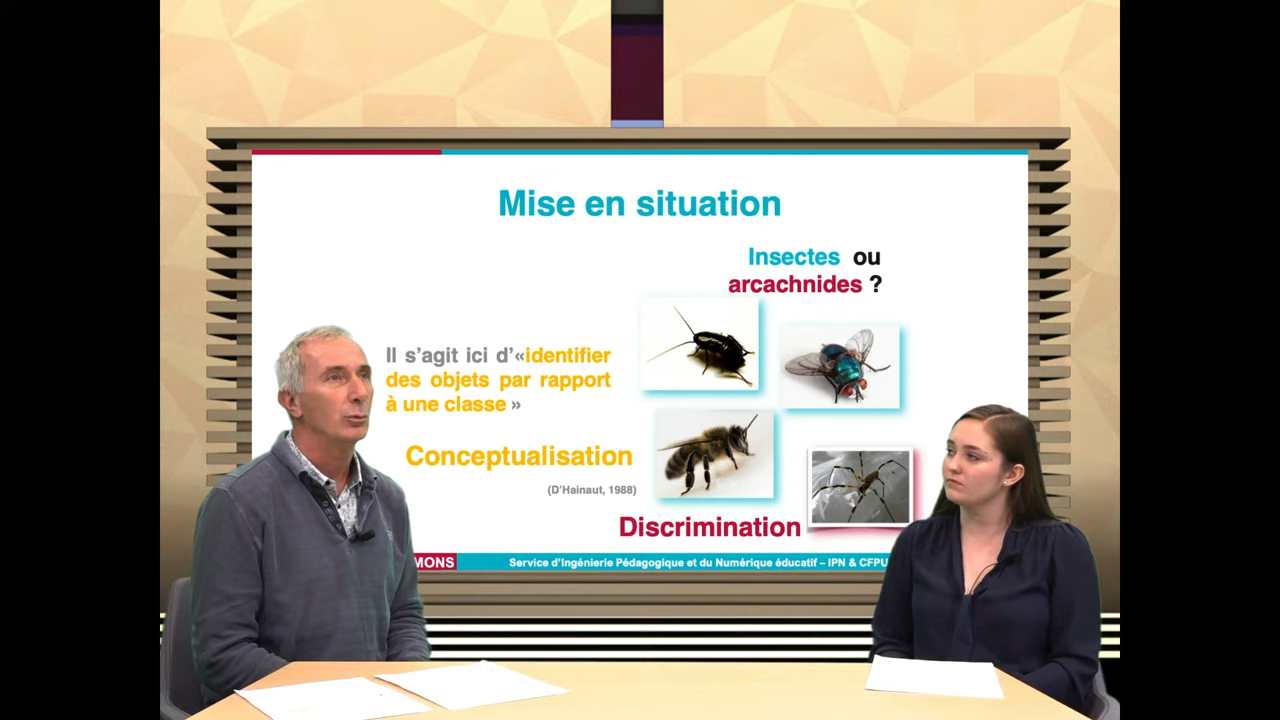 Mise en situation
Insectes ou
arcachnides ?
Il s'agit ici d'«identifier
des objets par rapport
à une classe »
Conceptualisation
(D'Hainaut, 1988)
Discrimination
MONS
Service d'Ingénierie Pédagogique et du Numérique éducatif – IPN & CFPU